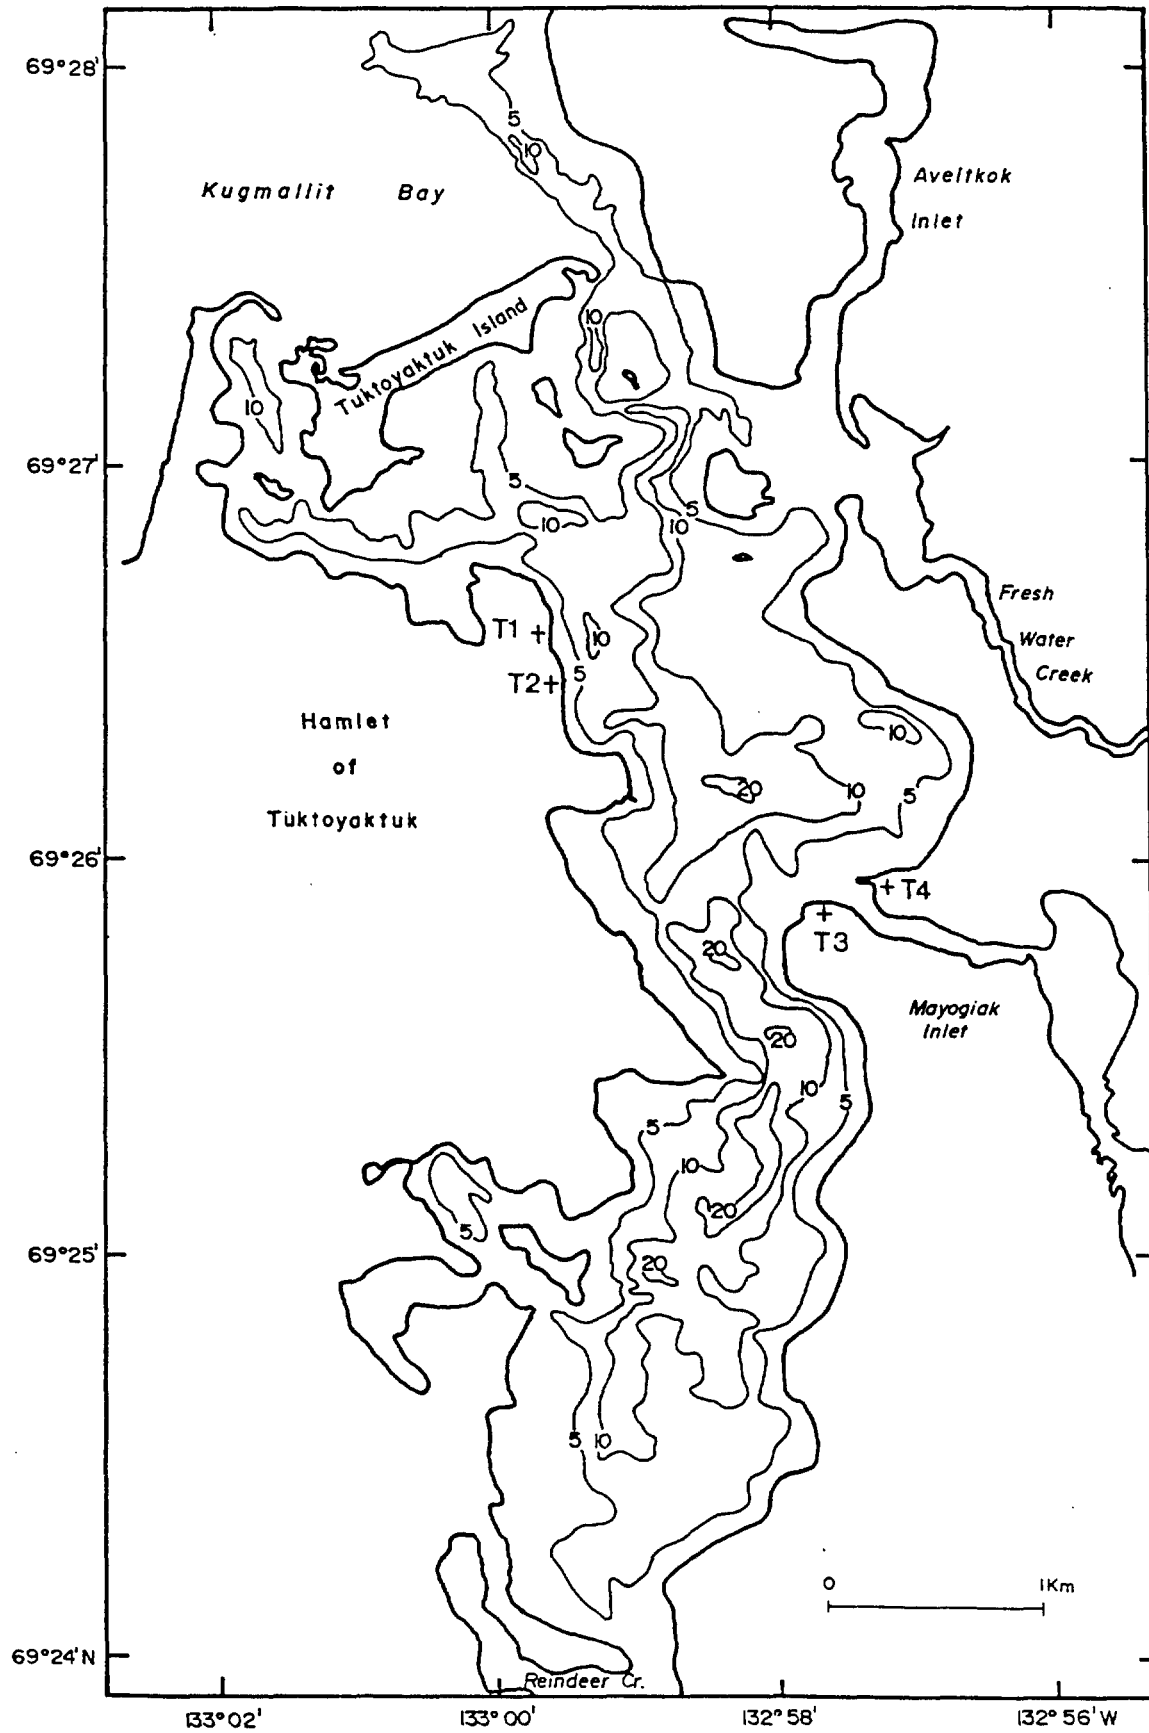 69°28'
5
10
Kugmallit Bay
Aveltkok
Inlet
Tuktoyaktuk Island
10
10
69°27'
5
10
5
10
Fresh
Water
Creek
T1 +
10
5
T2+
Hamlet
of
Tuktoyaktuk
10
20
10
5
69°26'
+ T4
+
T3
20
Mayogiak
Inlet
20
10
5
5
10
20
5
69°25'
20
5
10
0
1Km
69°24'N
Reindeer Cr.
133°02'
133°00'
132°58'
132°56'W